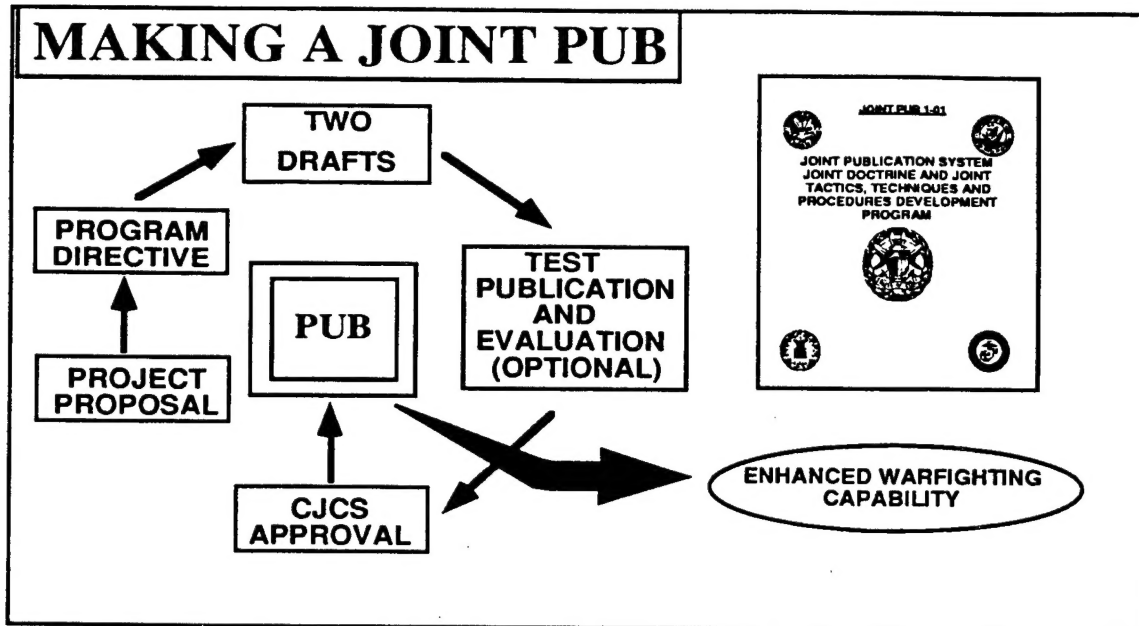 MAKING A JOINT PUB
TWO
DRAFTS
PROGRAM
DIRECTIVE
PROJECT
PROPOSAL
PUB
TEST
PUBLICATION
AND
EVALUATION
(OPTIONAL)
CJCS
APPROVAL
JOINT PUB 1-01
JOINT PUBLICATION SYSTEM
JOINT DOCTRINE AND JOINT
TACTICS, TECHNIQUES AND
PROCEDURES DEVELOPMENT
PROGRAM
ENHANCED WARFIGHTING
CAPABILITY